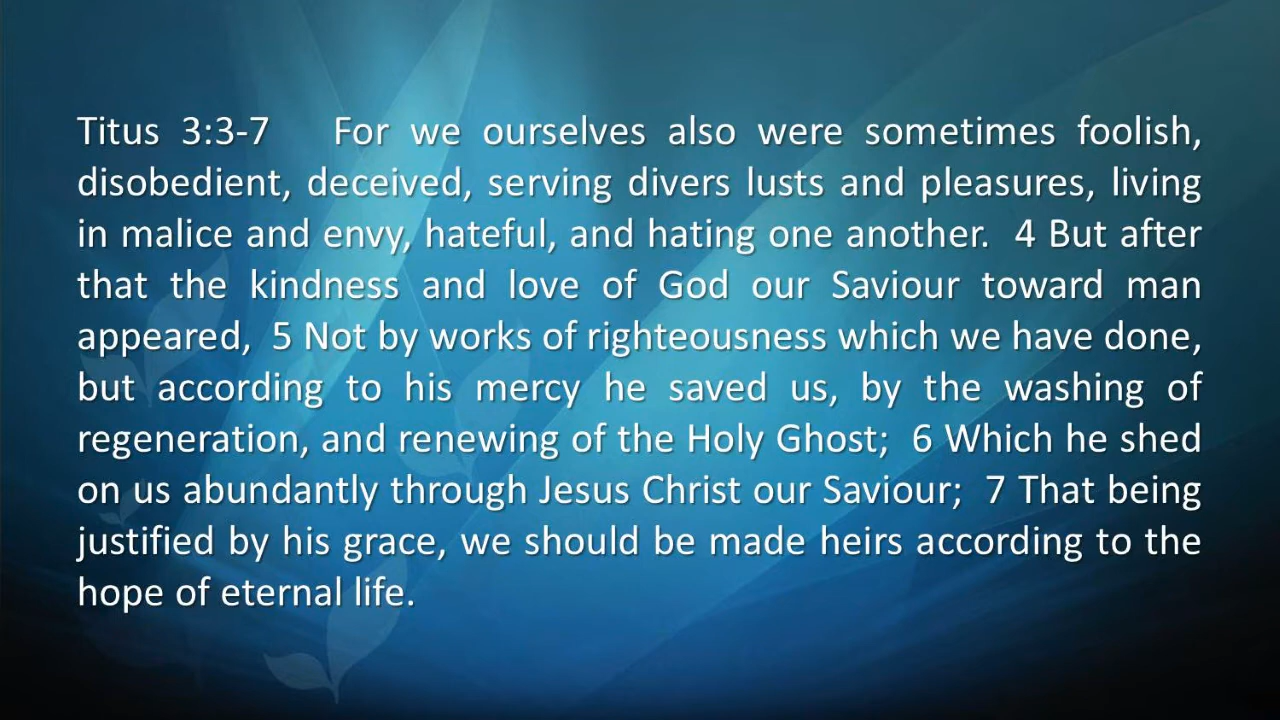 Titus 3:3-7 For we ourselves also were sometimes foolish,
disobedient, deceived, serving divers lusts and pleasures, living
in malice and envy, hateful, and hating one another. 4 But after
that the kindness and love of God our Saviour toward man
appeared, 5 Not by works of righteousness which we have done,
but according to his mercy he saved us, by the washing of
regeneration, and renewing of the Holy Ghost; 6 Which he shed
on us abundantly through Jesus Christ our Saviour; 7 That being
justified by his grace, we should be made heirs according to the
hope of eternal life.